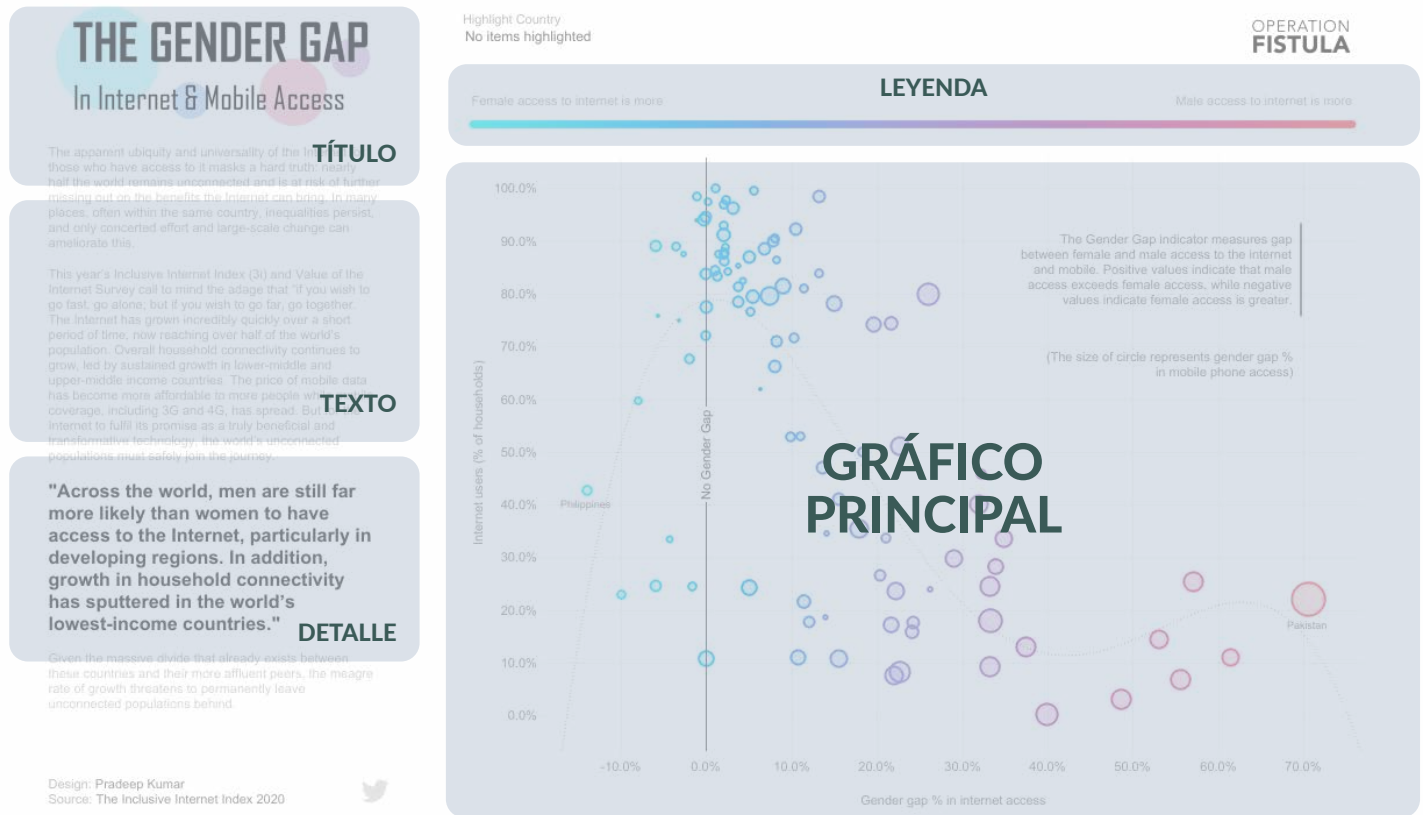 THE GENDER GAP
In Internet & Mobile Access
The apparent ubiquity and universality of the
TÍTULO
those who have access to it masks a hard truth: nearly
half the world remains unconnected and is at risk of further
missing out on the benefits the Internet can bring. In many
places, often within the same country, inequalities persist,
and only concerted effort and large-scale change can
ameliorate this.
This year's Inclusive Internet Index (3i) and Value of the
Internet Survey call to mind the adage that "if you wish to
go fast, go alone; but if you wish to go far, go together.
The Internet has grown incredibly quickly over a short
period of time, now reaching over half of the world's
population. Overall household connectivity continues to
grow, led by sustained growth in lower-middle and
upper-middle income countries. The price of mobile data
has become more affordable to more people
TEXTO
coverage, including 3G and 4G, has spread. But
Internet to fulfil its promise as a truly beneficial and
transformative technology, the world's unconnected
populations must safely join the journey.
"Across the world, men are still far
more likely than women to have
access to the Internet, particularly in
developing regions. In addition,
growth in household connectivity
has sputtered in the world's
lowest-income countries."
DETALLE
Given the massive divide that already exists between
these countries and their more affluent peers, the meagre
rate of growth threatens to permanently leave
unconnected populations behind.
Design: Pradeep Kumar
Source: The Inclusive Internet Index 2020
Highlight Country
No items highlighted
OPERATION
FISTULA
LEYENDA
Female access to internet is more
Male access to internet is more
The Gender Gap indicator measures gap
between female and male access to the internet
and mobile. Positive values indicate that male
access exceeds female access, while negative
values indicate female access is greater.
(The size of circle represents gender gap %
in mobile phone access)
GRÁFICO
PRINCIPAL
Internet users (% of households)
100.0%
90.0%
80.0%
70.0%
60.0%
50.0%
40.0%
30.0%
20.0%
10.0%
0.0%
No Gender Gap
Philippines
Pakistan
-10.0%
0.0%
10.0%
20.0%
30.0%
40.0%
50.0%
60.0%
70.0%
Gender gap % in internet access